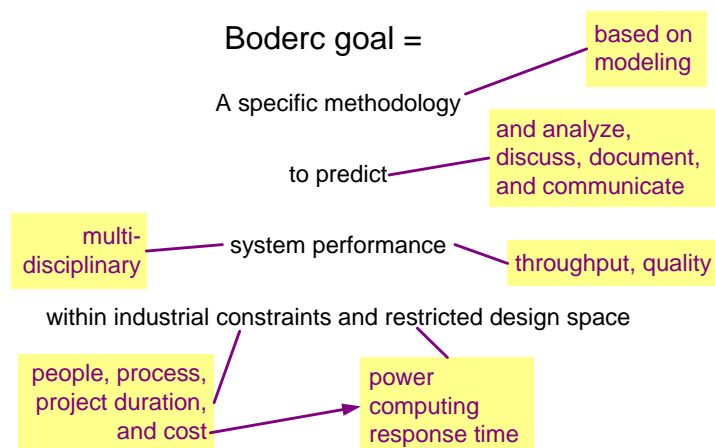 Boderc goal =
based on
modeling
A specific methodology
and analyze,
discuss, document,
and communicate
to predict
multi-
disciplinary
system performance
throughput, quality
within industrial constraints and restricted design space
people, process,
project duration,
and cost
power
computing
response time